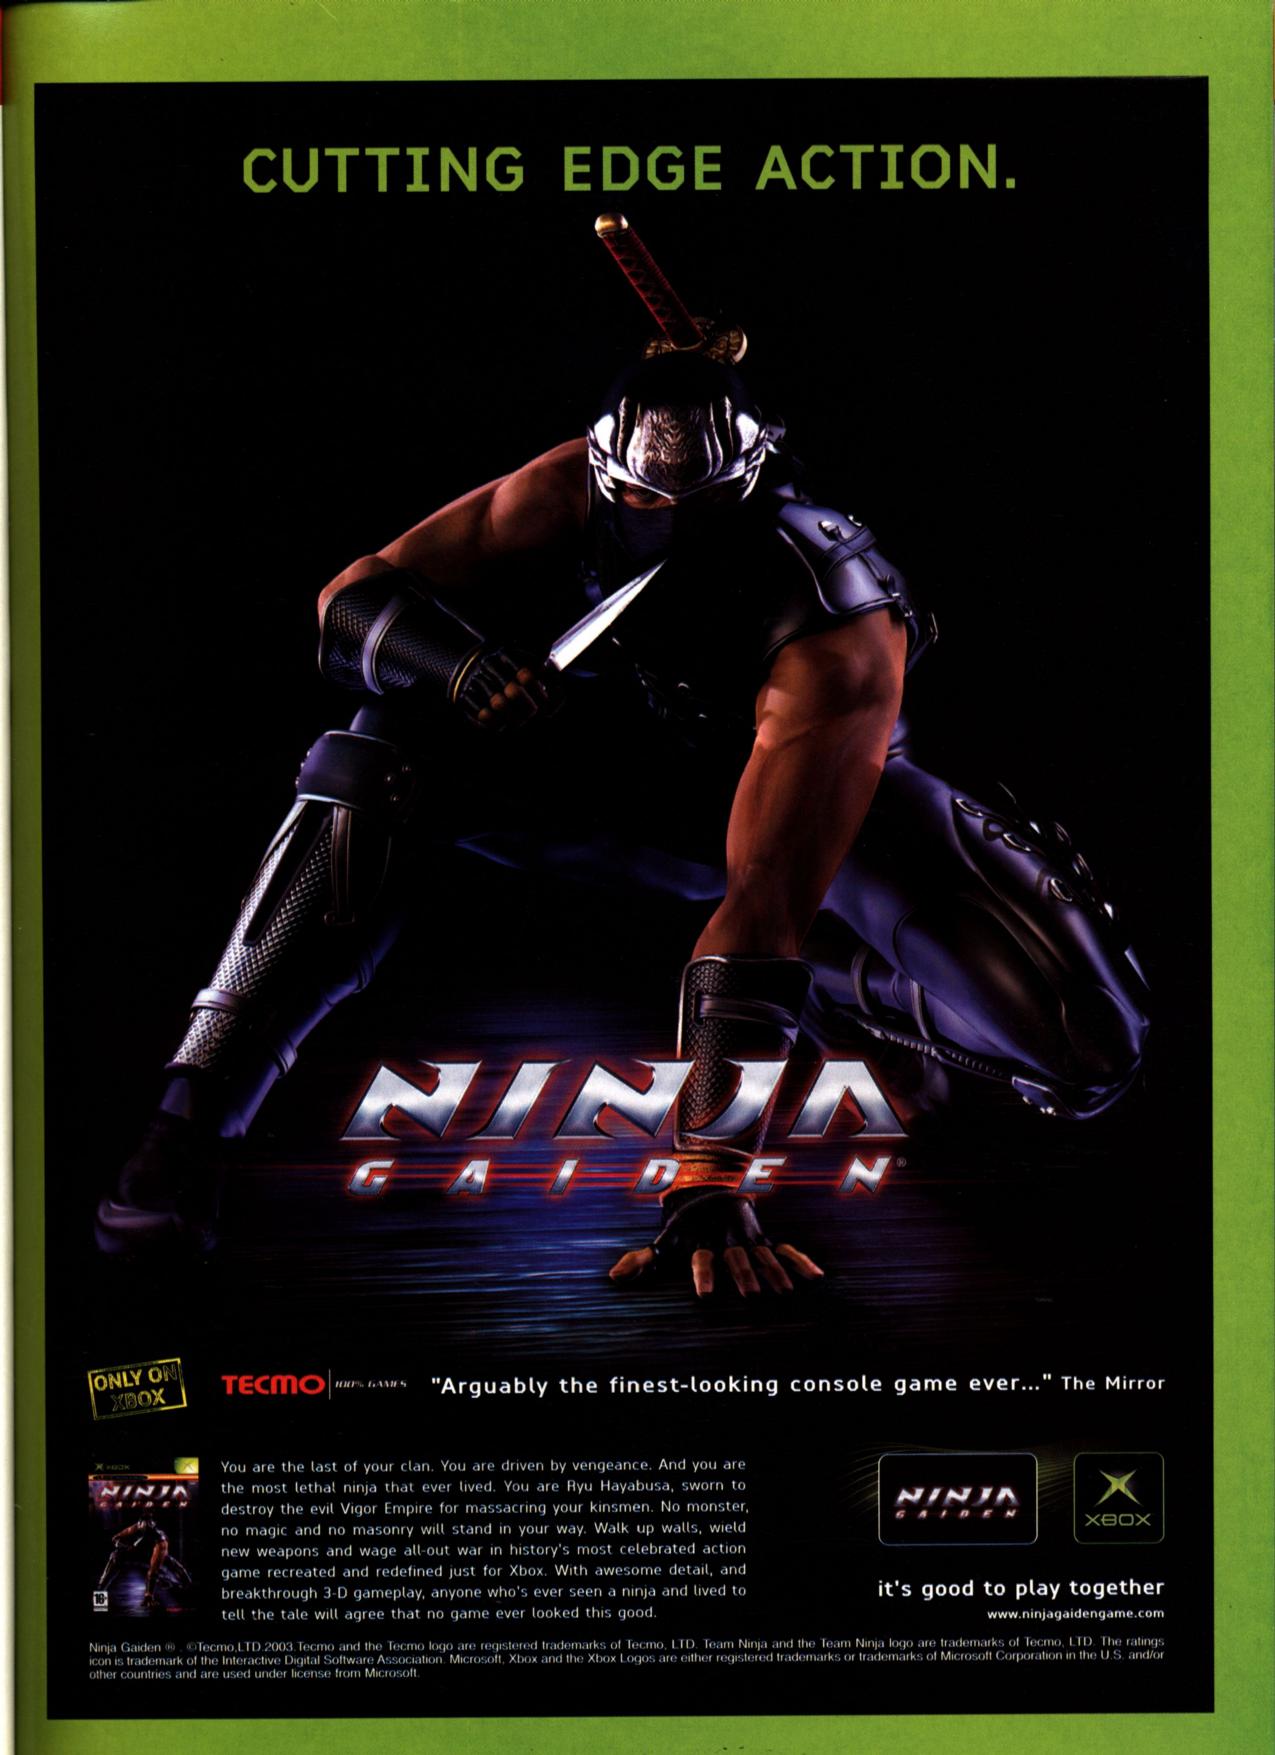 CUTTING EDGE ACTION.
NINJA
GAIDEN®
ONLY ON
XBOX
TECMO
100% GAMES
"Arguably the finest-looking console game ever..." The Mirror
XBOX
NINJA
GAIDEN
18+
You are the last of your clan. You are driven by vengeance. And you are
the most lethal ninja that ever lived. You are Ryu Hayabusa, sworn to
destroy the evil Vigor Empire for massacring your kinsmen. No monster,
no magic and no masonry will stand in your way. Walk up walls, wield
new weapons and wage all-out war in history's most celebrated action
game recreated and redefined just for Xbox. With awesome detail, and
breakthrough 3-D gameplay, anyone who's ever seen a ninja and lived to
tell the tale will agree that no game ever looked this good.
NINJA
GAIDEN
XBOX
it's good to play together
www.ninjagaidengame.com
Ninja Gaiden ® . ©Tecmo,LTD.2003.Tecmo and the Tecmo logo are registered trademarks of Tecmo, LTD. Team Ninja and the Team Ninja logo are trademarks of Tecmo, LTD. The ratings
icon is trademark of the Interactive Digital Software Association. Microsoft, Xbox and the Xbox Logos are either registered trademarks or trademarks of Microsoft Corporation in the U.S. and/or
other countries and are used under license from Microsoft.